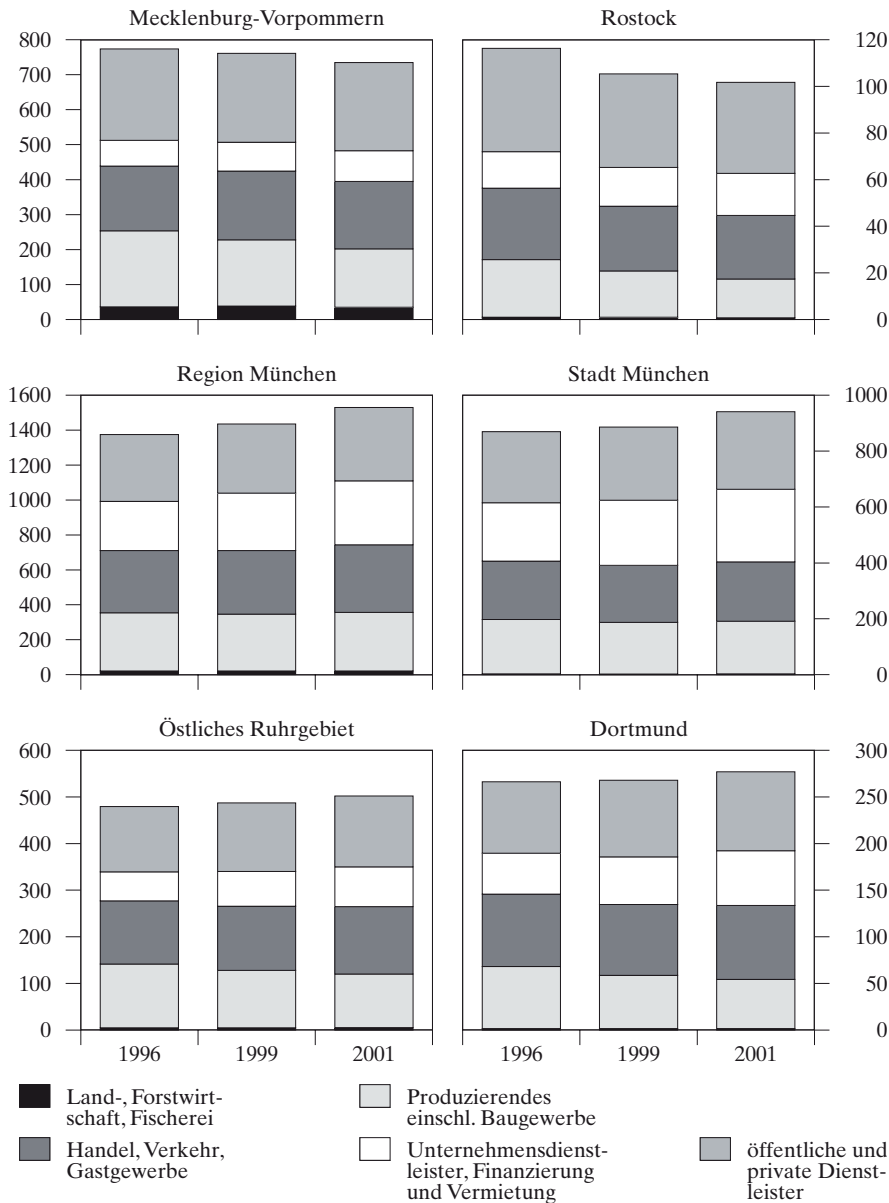 Mecklenburg-Vorpommern
Rostock
800
700
600
500
400
300
200
100
0
120
100
80
60
40
20
0
Region München
Stadt München
1600
1400
1200
1000
800
600
400
200
0
1000
800
600
400
200
0
Östliches Ruhrgebiet
Dortmund
600
500
400
300
200
100
0
300
250
200
150
100
50
0
1996 1999 2001
1996 1999 2001
Land-, Forstwirt-
schaft, Fischerei
Produzierendes
einschl. Baugewerbe
Handel, Verkehr,
Gastgewerbe
Unternehmensdienst-
leister, Finanzierung
und Vermietung
öffentliche und
private Dienst-
leister